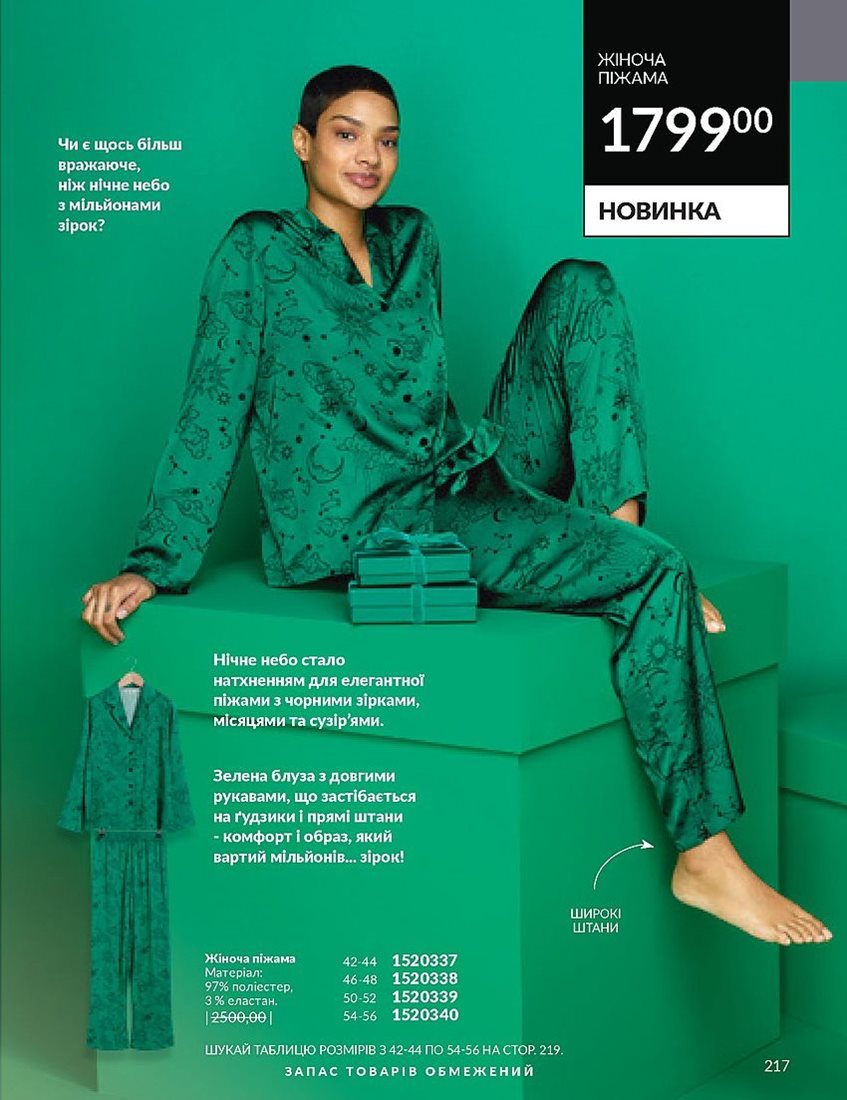 ЖІНОЧА
ПІЖАМА
1799⁰⁰
НОВИНКА
Чи є щось більш
вражаюче,
ніж нічне небо
з мільйонами
зірок?
Нічне небо стало
натхненням для елегантної
піжами з чорними зірками,
місяцями та сузір’ями.
Зелена блуза з довгими
рукавами, що застібається
на ґудзики і прямі штани
- комфорт і образ, який
вартий мільйонів... зірок!
ШИРОКІ
ШТАНИ
Жіноча піжама
Матеріал:
97% поліестер,
3 % еластан.
| 2500,00 |
42-44 1520337
46-48 1520338
50-52 1520339
54-56 1520340
ШУКАЙ ТАБЛИЦЮ РОЗМІРІВ З 42-44 ПО 54-56 НА СТОР. 219.
ЗАПАС ТОВАРІВ ОБМЕЖЕНИЙ
217